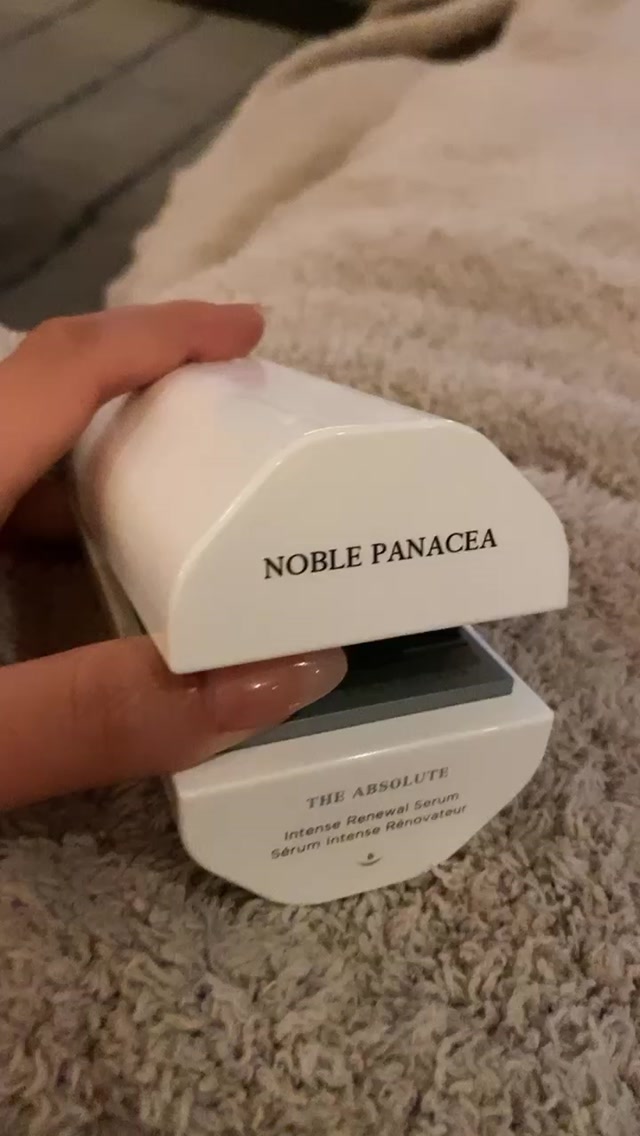 NOBLE PANACEA
THE ABSOLUTE
Intense Renewal Serum
Sérum Intense Rénovateur